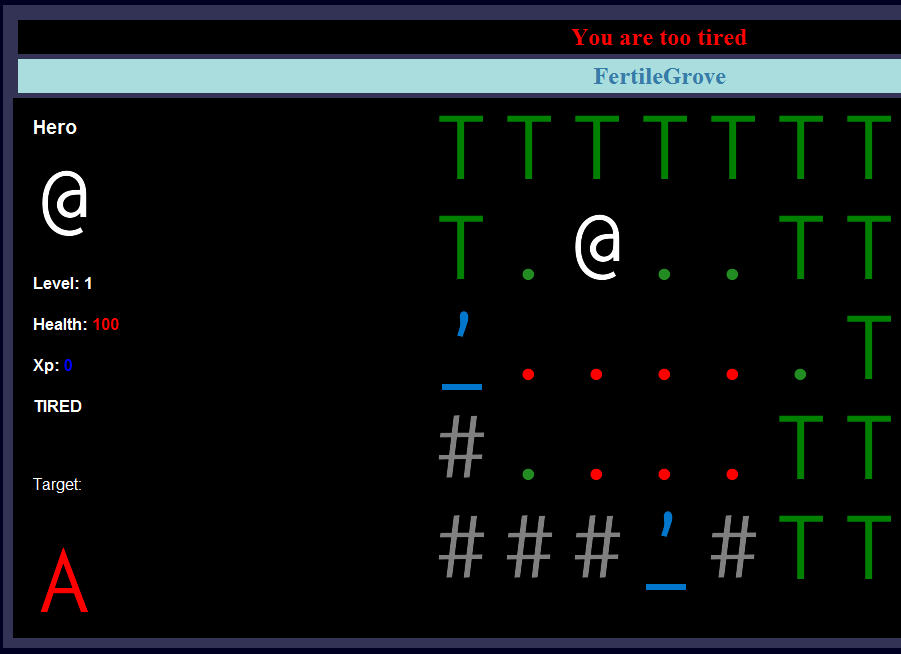 You are too tired
FertileGrove
Hero
@
Level: 1
Health: 100
Xp: 0
TIRED
Target:
A
T T T T T T T
T . @ . . T T
'_ . . . . . T
# . . . . T T
# # # '_ # T T